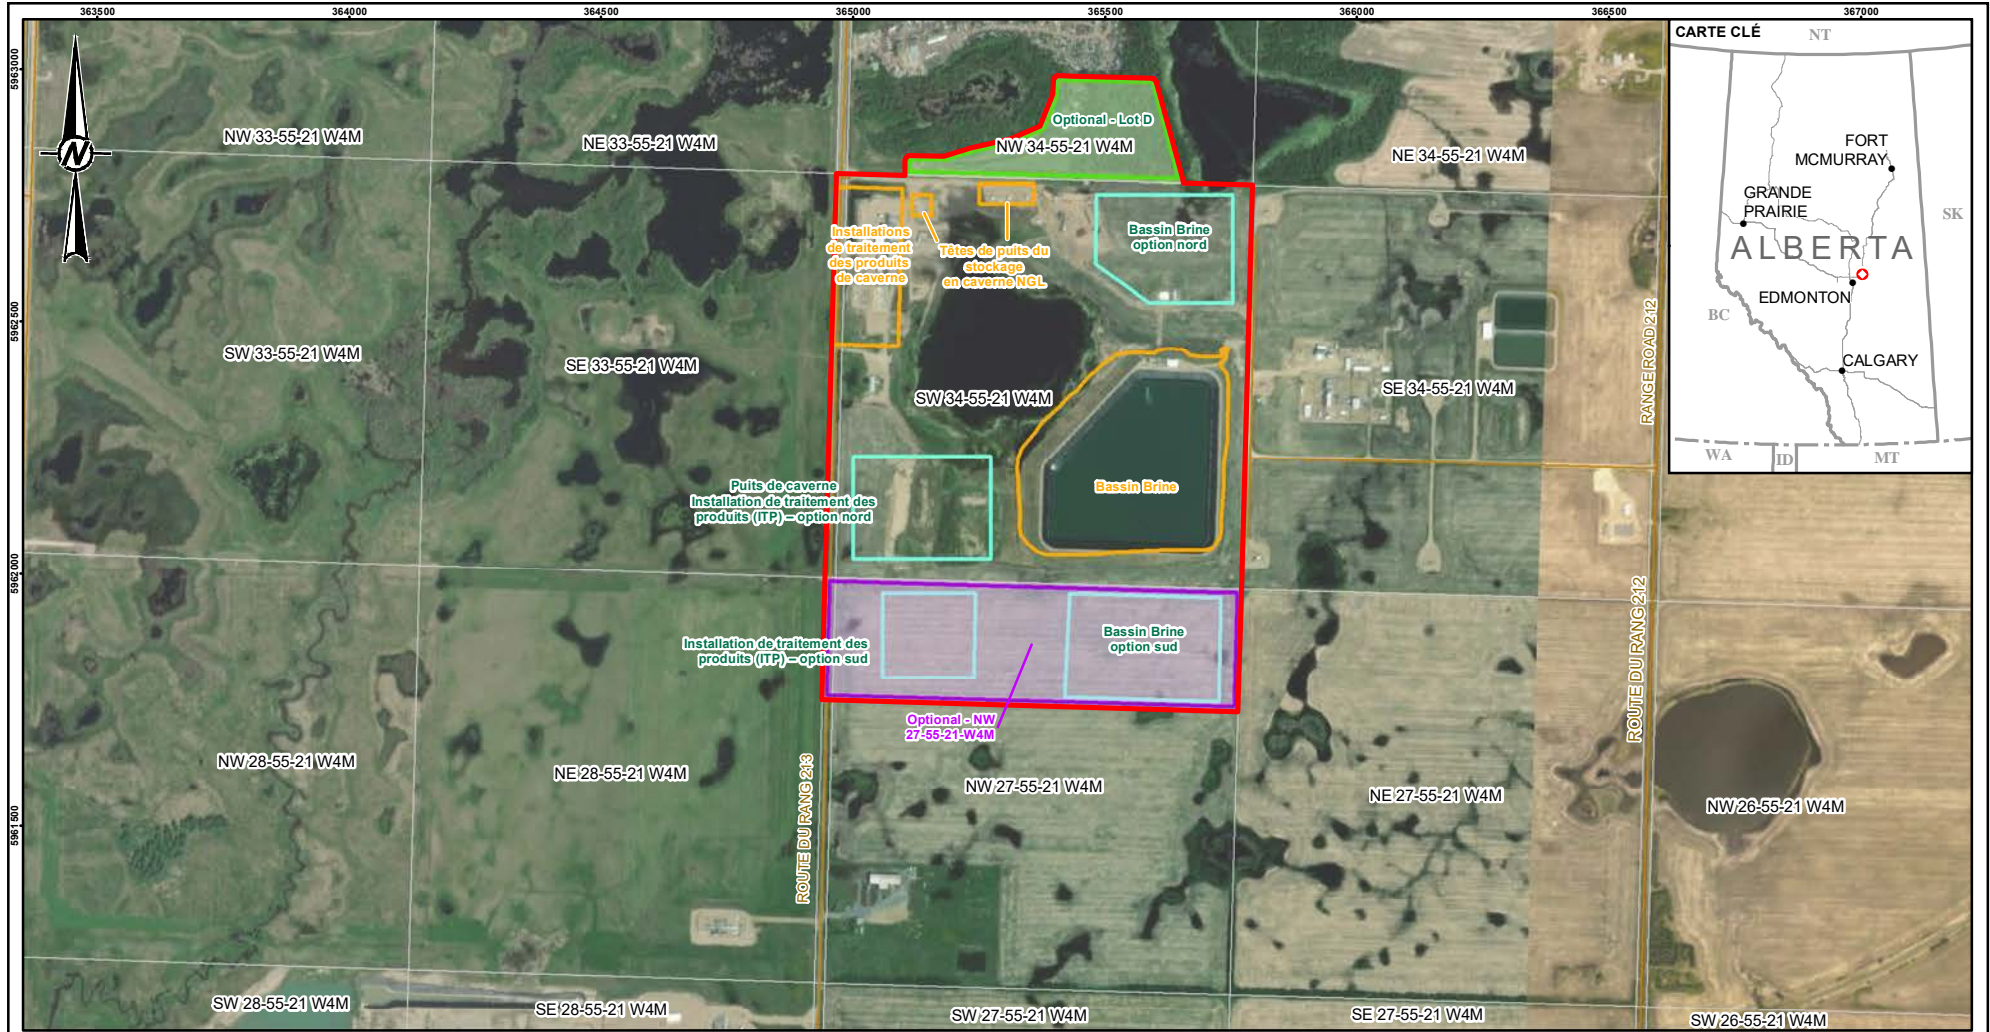 363500
364000
364500
365000
365500
366000
366500
367000
5963000
5962500
5962000
5961500
N
NW 33-55-21 W4M
NE 33-55-21 W4M
Optional - Lot D
NW 34-55-21 W4M
NE 34-55-21 W4M
Installations
de traitement
des produits
de caverne
Têtes de puits du
stockage
en caverne NGL
Bassin Brine
option nord
SW 33-55-21 W4M
SE 33-55-21 W4M
SW 34-55-21 W4M
SE 34-55-21 W4M
RANGE ROAD 212
Puits de caverne
Installation de traitement des
produits (ITP) – option nord
Bassin Brine
Installation de traitement des
produits (ITP) – option sud
Bassin Brine
option sud
ROUTE DU RANG 212
Optional - NW
27-55-21-W4M
NW 28-55-21 W4M
NE 28-55-21 W4M
ROUTE DU RANG 213
NW 27-55-21 W4M
NE 27-55-21 W4M
NW 26-55-21 W4M
SW 28-55-21 W4M
SE 28-55-21 W4M
SW 27-55-21 W4M
SE 27-55-21 W4M
SW 26-55-21 W4M
CARTE CLÉ
NT
FORT
MCMURRAY
GRANDE
PRAIRIE
SK
ALBERTA
EDMONTON
BC
CALGARY
WA
ID
MT